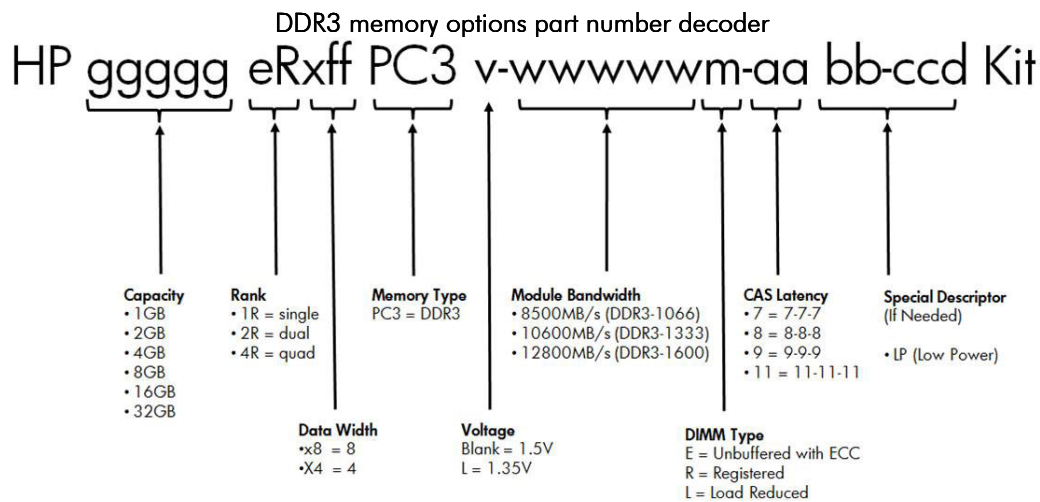 DDR3 memory options part number decoder
HP ggggg eRxff PC3 v-wwwwwm-aa bb-ccd Kit
Capacity
• 1GB
• 2GB
• 4GB
• 8GB
• 16GB
• 32GB
Rank
• 1R = single
• 2R = dual
• 4R = quad
Data Width
•x8 = 8
•X4 = 4
Memory Type
PC3 = DDR3
Voltage
Blank = 1.5V
L = 1.35V
Module Bandwidth
• 8500MB/s (DDR3-1066)
• 10600MB/s (DDR3-1333)
• 12800MB/s (DDR3-1600)
DIMM Type
E = Unbuffered with ECC
R = Registered
L = Load Reduced
CAS Latency
• 7 = 7-7-7
• 8 = 8-8-8
• 9 = 9-9-9
• 11 = 11-11-11
Special Descriptor
(If Needed)
• LP (Low Power)